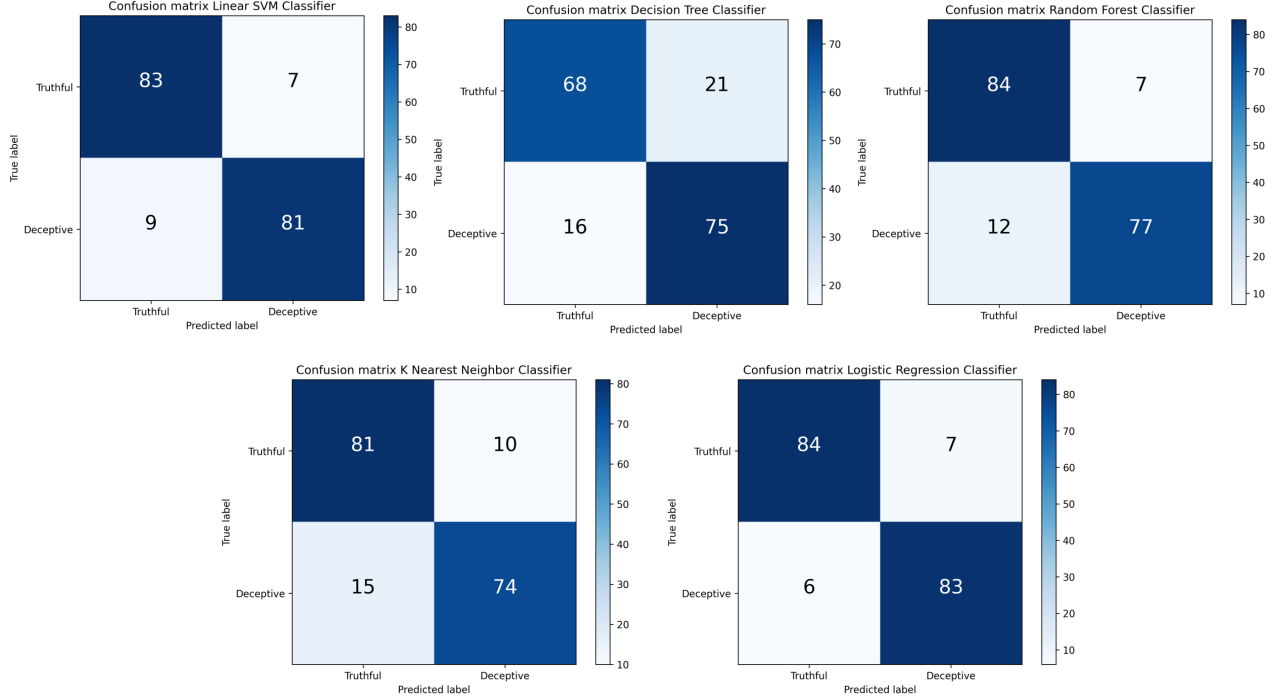 Confusion matrix Linear SVM Classifier
Truthful
83
7
Deceptive
9
81
True label
Truthful
Deceptive
Predicted label
80
70
60
50
40
30
20
10
Confusion matrix Decision Tree Classifier
Truthful
68
21
Deceptive
16
75
True label
Truthful
Deceptive
Predicted label
70
60
50
40
30
20
Confusion matrix Random Forest Classifier
Truthful
84
7
Deceptive
12
77
True label
Truthful
Deceptive
Predicted label
80
70
60
50
40
30
20
10
Confusion matrix K Nearest Neighbor Classifier
Truthful
81
10
Deceptive
15
74
True label
Truthful
Deceptive
Predicted label
80
70
60
50
40
30
20
10
Confusion matrix Logistic Regression Classifier
Truthful
84
7
Deceptive
6
83
True label
Truthful
Deceptive
Predicted label
80
70
60
50
40
30
20
10